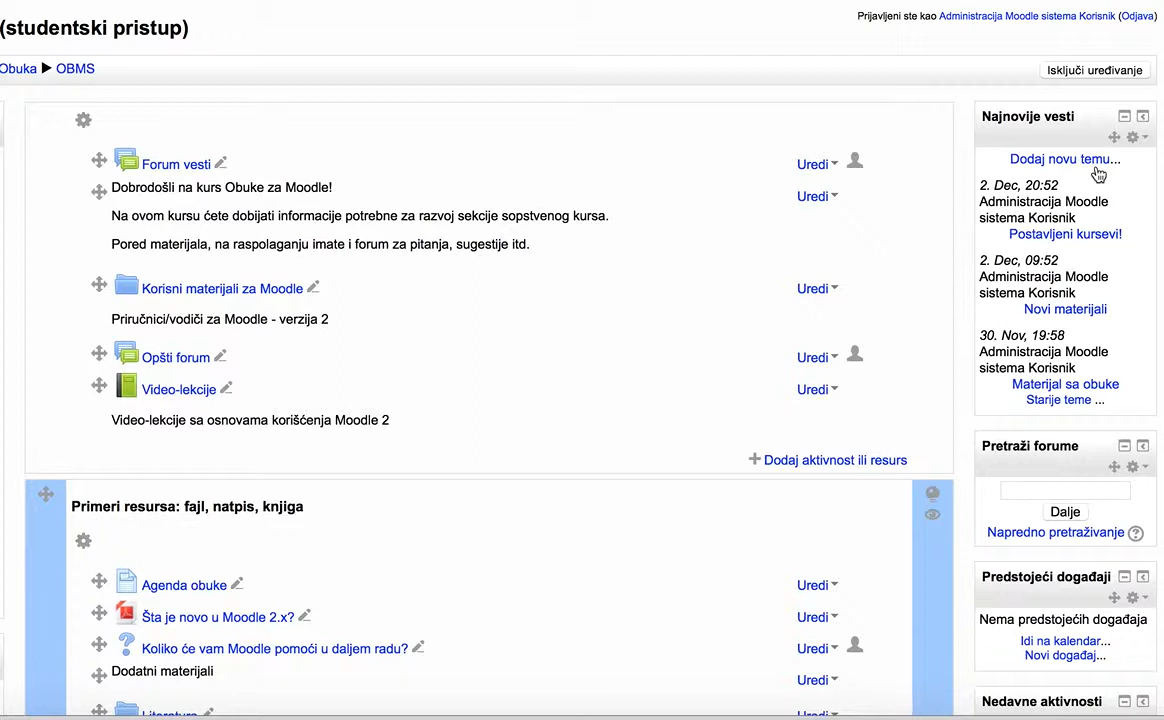 (studentski pristup)
Prijavljeni ste kao Administracija Moodle sistema Korisnik (Odjava)
Obuka ► OBMS
Isključi uređivanje
Forum vesti
Uredi
Dobrodošli na kurs Obuke za Moodle!
Uredi
Na ovom kursu ćete dobijati informacije potrebne za razvoj sekcije sopstvenog kursa.
Pored materijala, na raspolaganju imate i forum za pitanja, sugestije itd.
Korisni materijali za Moodle
Uredi
Priručnici/vodiči za Moodle - verzija 2
Opšti forum
Uredi
Video-lekcije
Uredi
Video-lekcije sa osnovama korišćenja Moodle 2
Dodaj aktivnost ili resurs
Primeri resursa: fajl, natpis, knjiga
Agenda obuke
Uredi
Šta je novo u Moodle 2.x?
Uredi
Koliko će vam Moodle pomoći u daljem radu?
Uredi
Dodatni materijali
Uredi
Literatura
Uredi
Najnovije vesti
Dodaj novu temu...
2. Dec, 20:52
Administracija Moodle
sistema Korisnik
Postavljeni kursevi!
2. Dec, 09:52
Administracija Moodle
sistema Korisnik
Novi materijali
30. Nov, 19:58
Administracija Moodle
sistema Korisnik
Materijal sa obuke
Starije teme ...
Pretraži forume
Dalje
Napredno pretraživanje
Predstojeći događaji
Nema predstojećih događaja
Idi na kalendar...
Novi događaj...
Nedavne aktivnosti